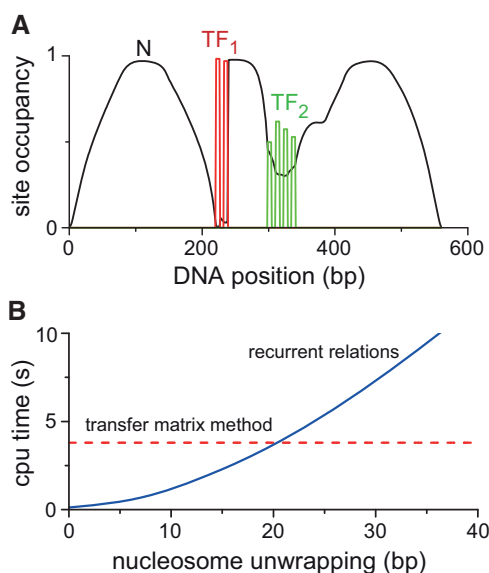 A
N
TF1
TF2
1
0
site occupancy
0 200 400 600
DNA position (bp)
B
10
5
0
cpu time (s)
recurrent relations
transfer matrix method
0 10 20 30 40
nucleosome unwrapping (bp)